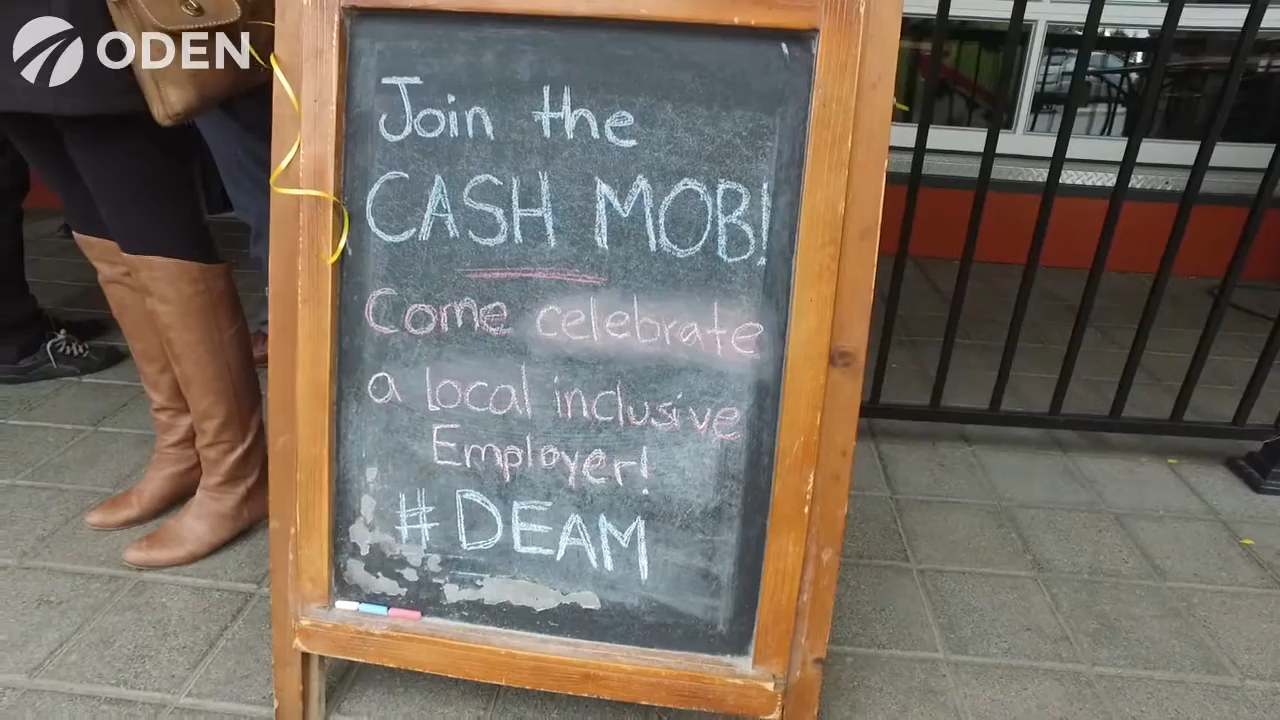 ODEN
Join the
CASH MOB!
Come celebrate
a local inclusive
Employer!
#DEAM